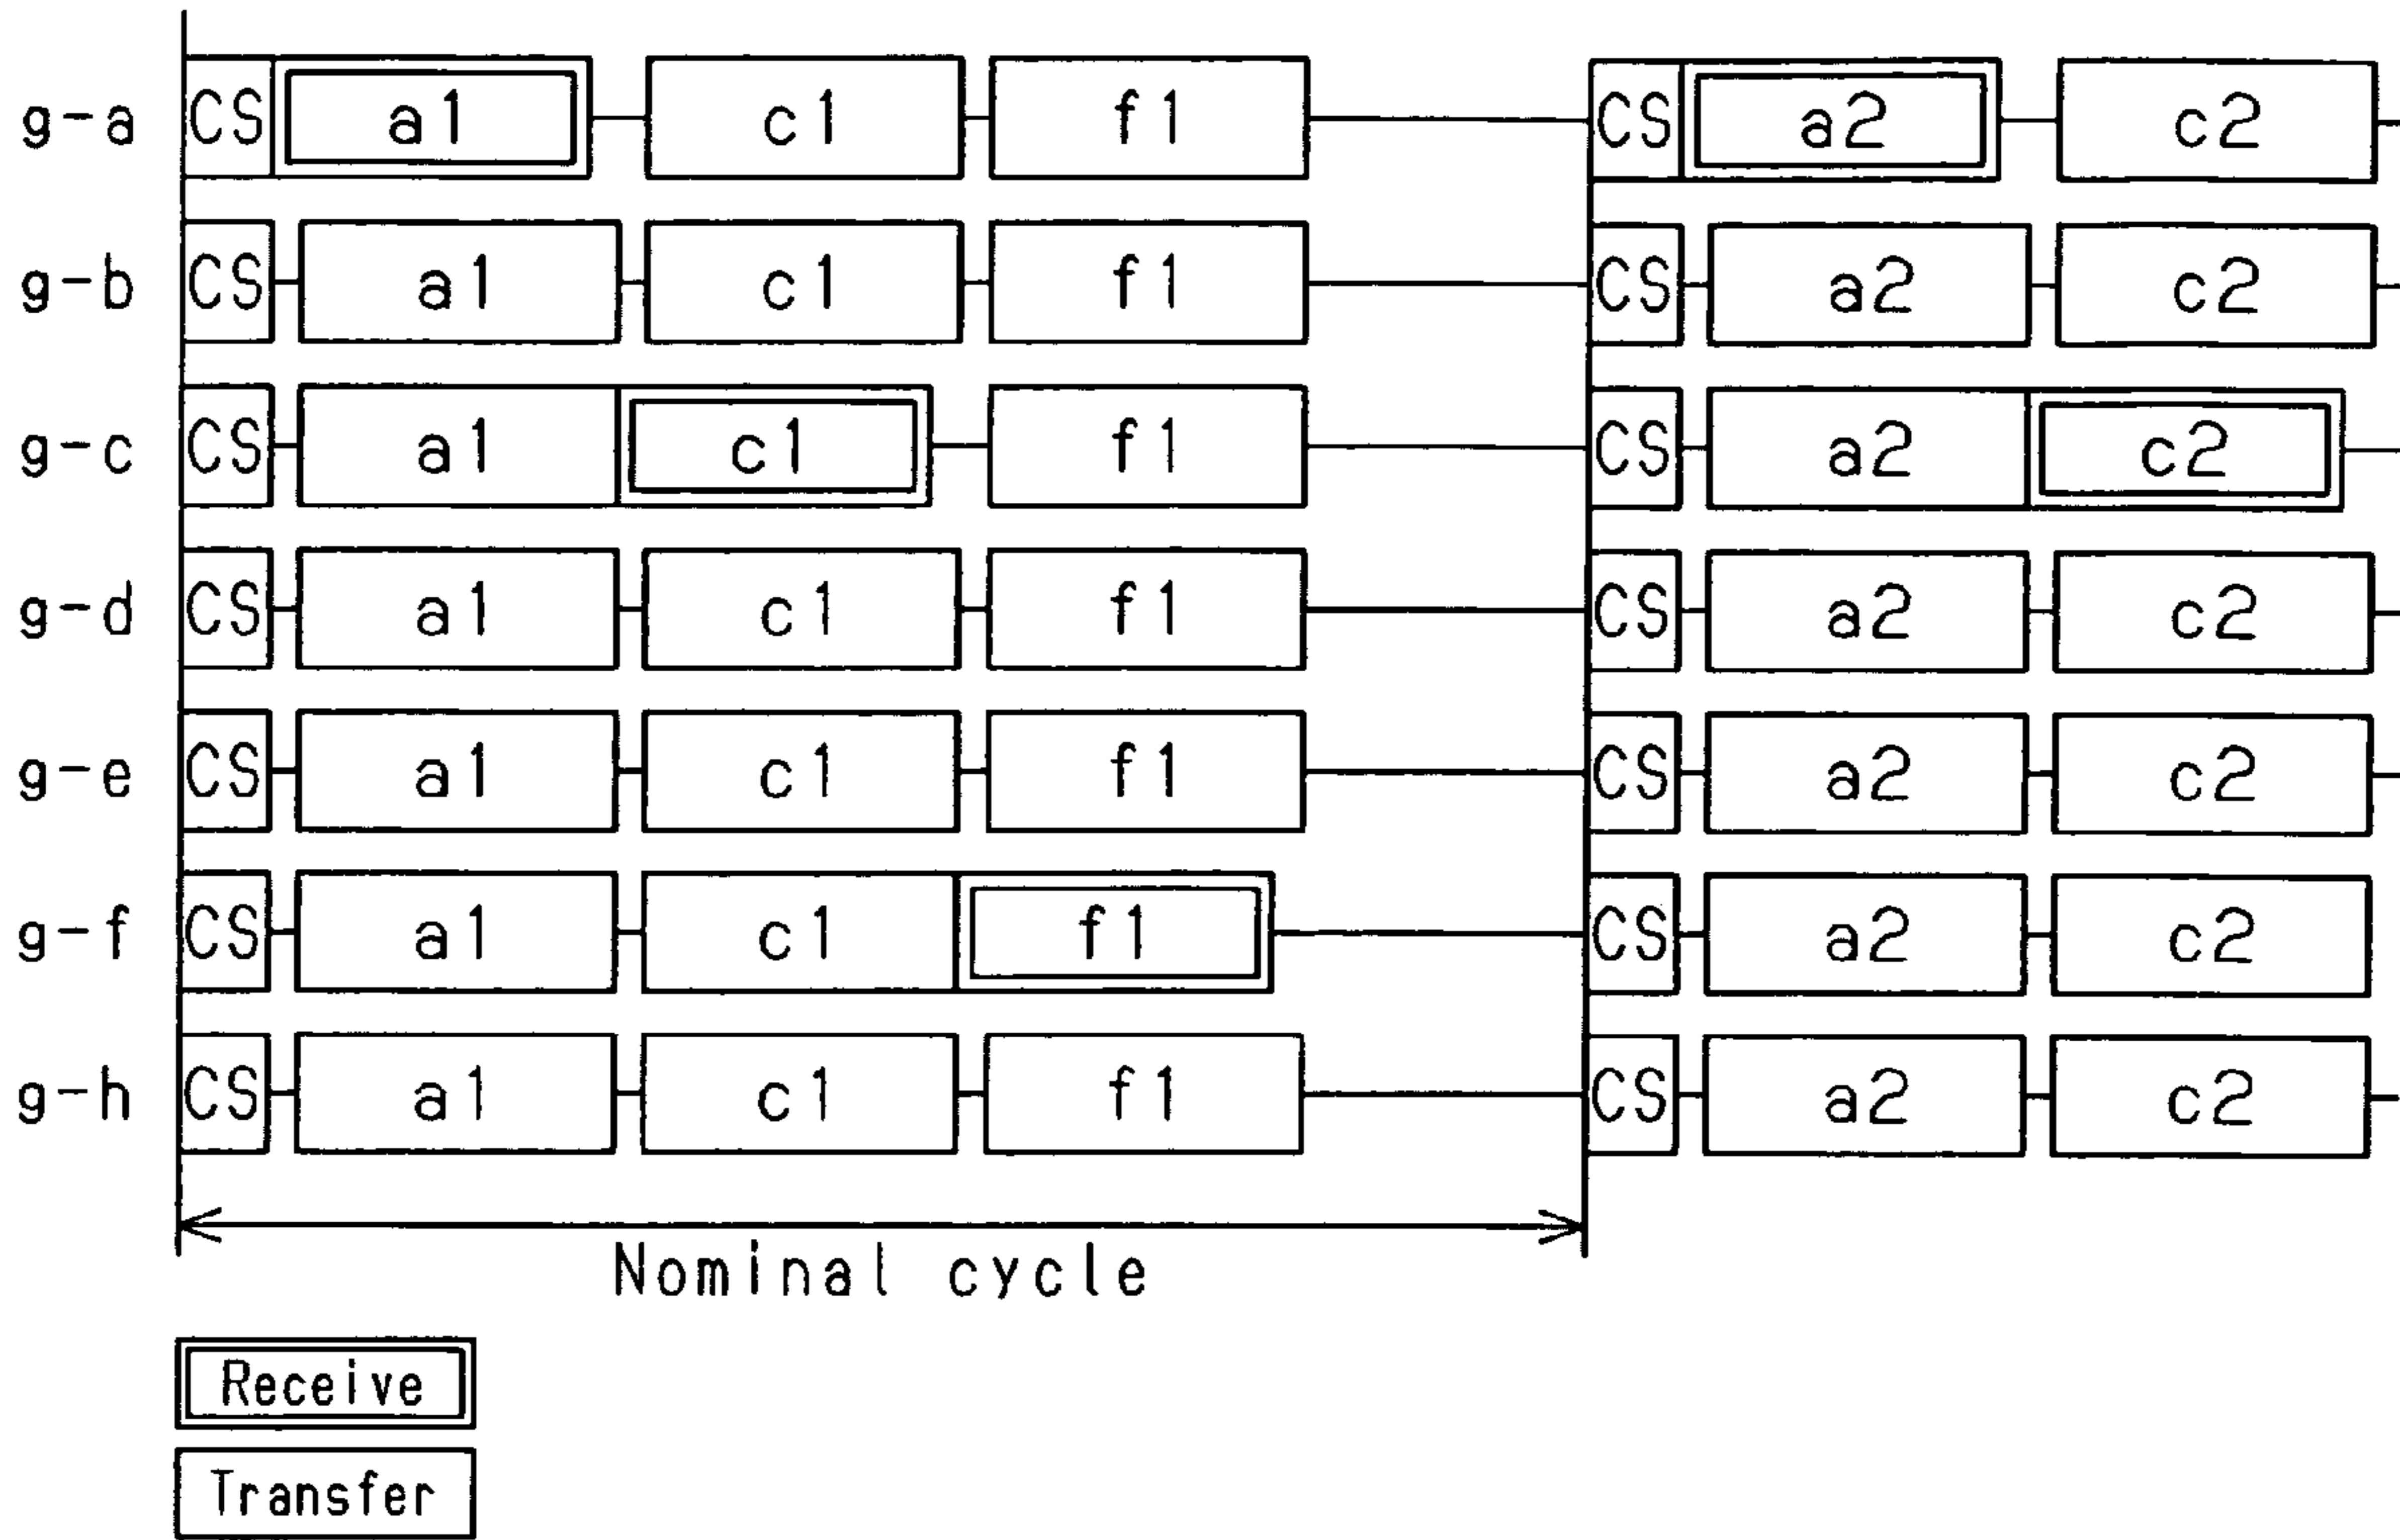 g-a CS a1 c1 f1 CS a2 c2
g-b CS a1 c1 f1 CS a2 c2
g-c CS a1 c1 f1 CS a2 c2
g-d CS a1 c1 f1 CS a2 c2
g-e CS a1 c1 f1 CS a2 c2
g-f CS a1 c1 f1 CS a2 c2
g-h CS a1 c1 f1 CS a2 c2
Nominal cycle
Receive
Transfer